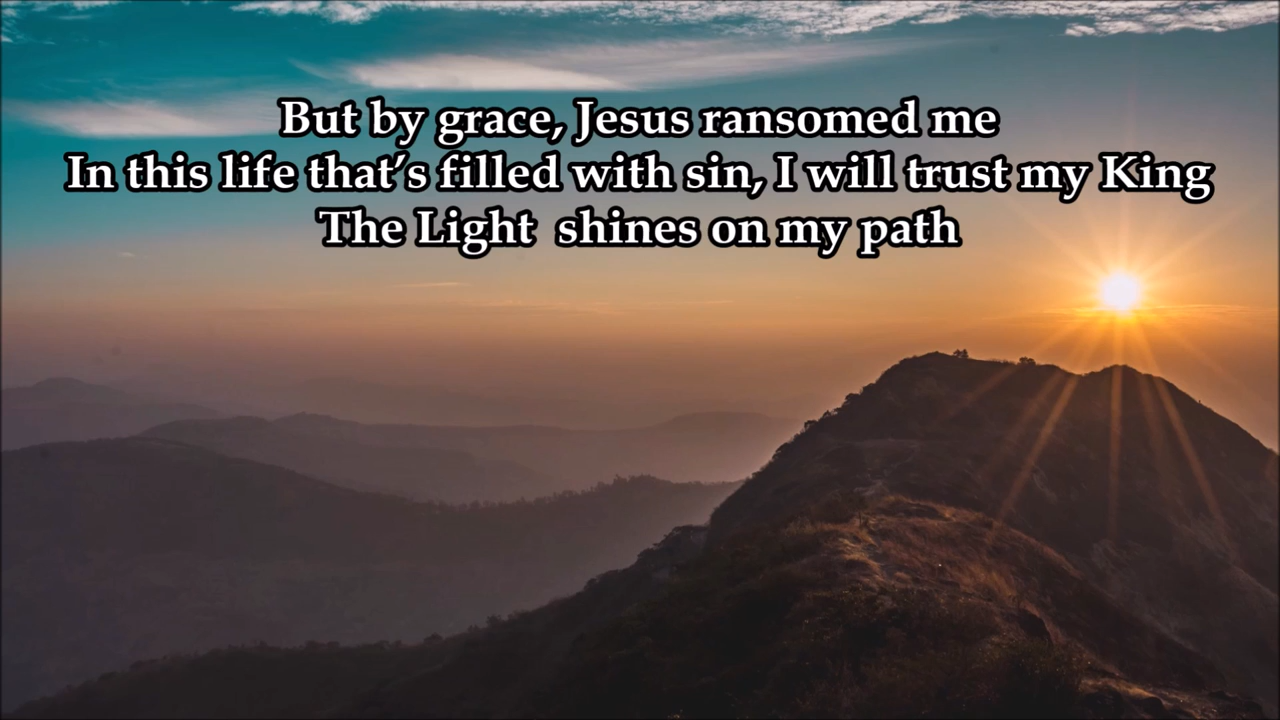 But by grace, Jesus ransomed me
In this life that’s filled with sin, I will trust my King
The Light  shines on my path